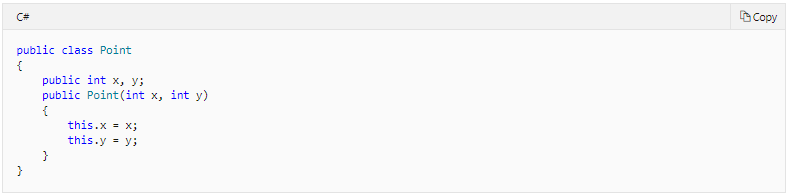 C#
Copy
public class Point
{
    public int x, y;
    public Point(int x, int y)
    {
        this.x = x;
        this.y = y;
    }
}